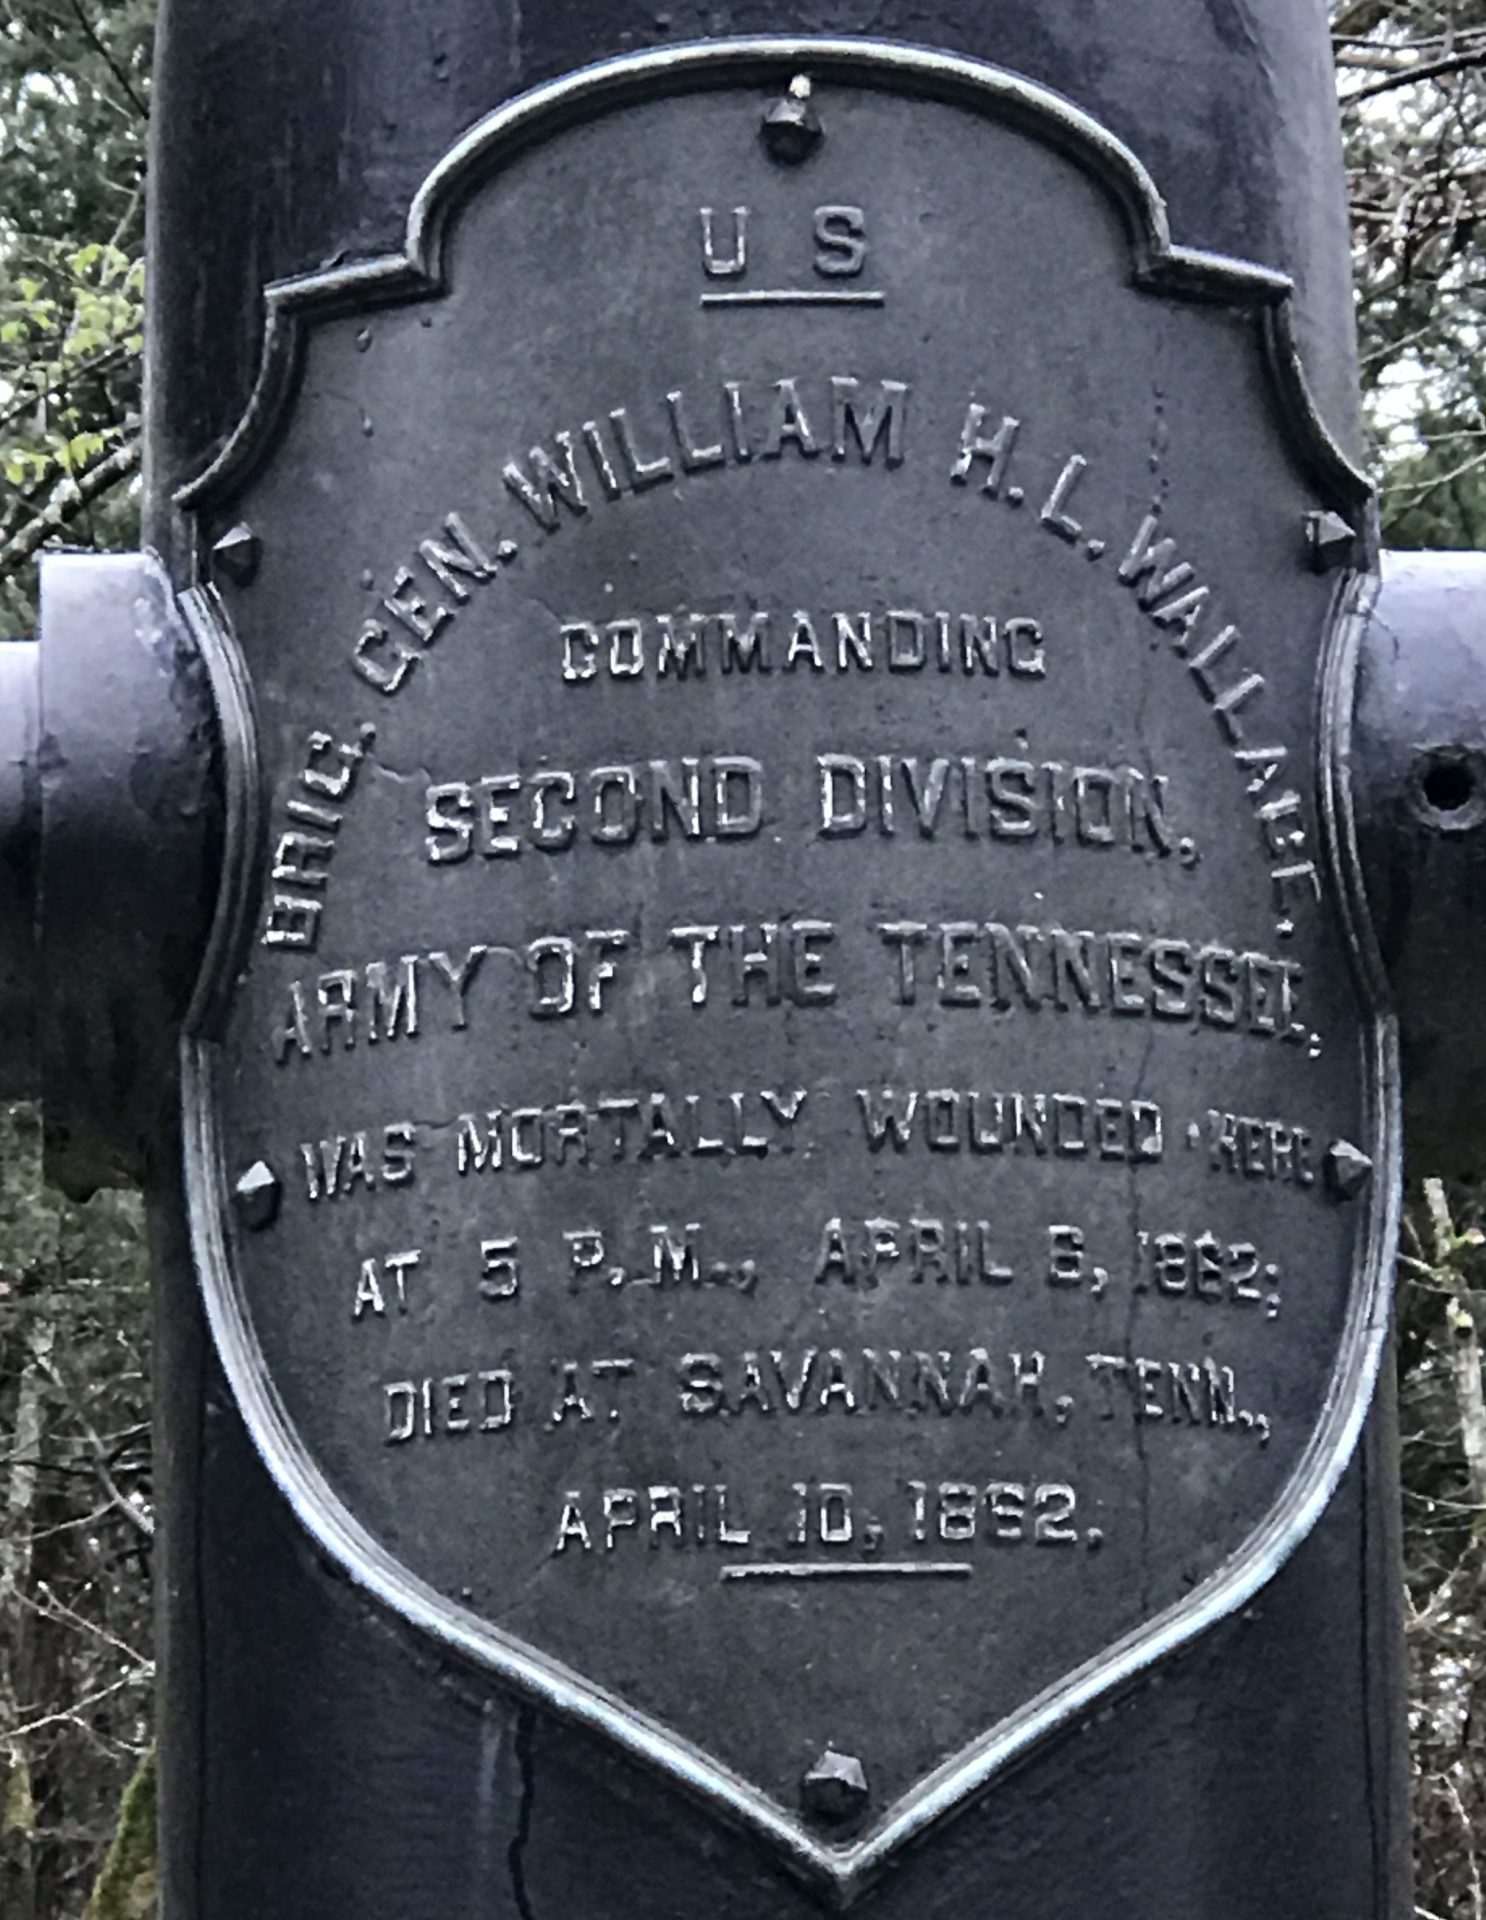 U S
BRIG. GEN. WILLIAM H. L. WALLACE.
COMMANDING
SECOND DIVISION,
ARMY OF THE TENNESSEE,
WAS MORTALLY WOUNDED HERE
AT 5 P. M., APRIL 6, 1862;
DIED AT SAVANNAH, TENN.,
APRIL 10, 1862.